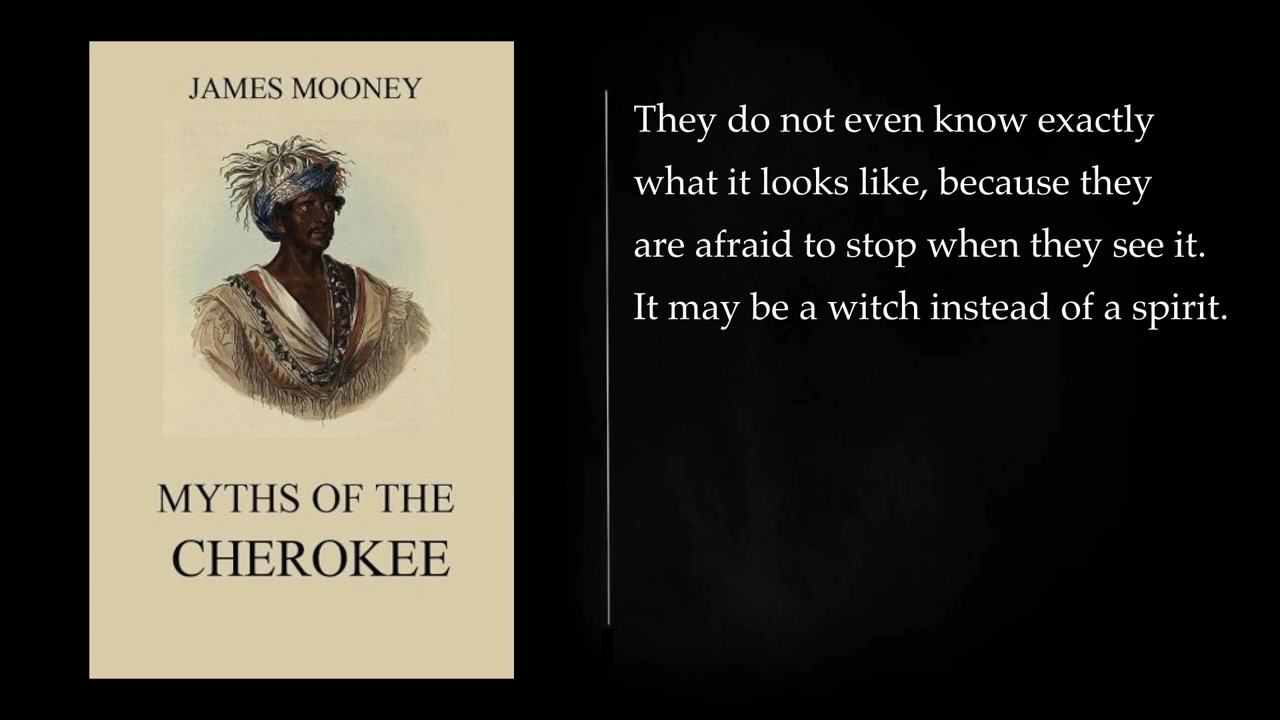 JAMES MOONEY
MYTHS OF THE
CHEROKEE
They do not even know exactly
what it looks like, because they
are afraid to stop when they see it.
It may be a witch instead of a spirit.